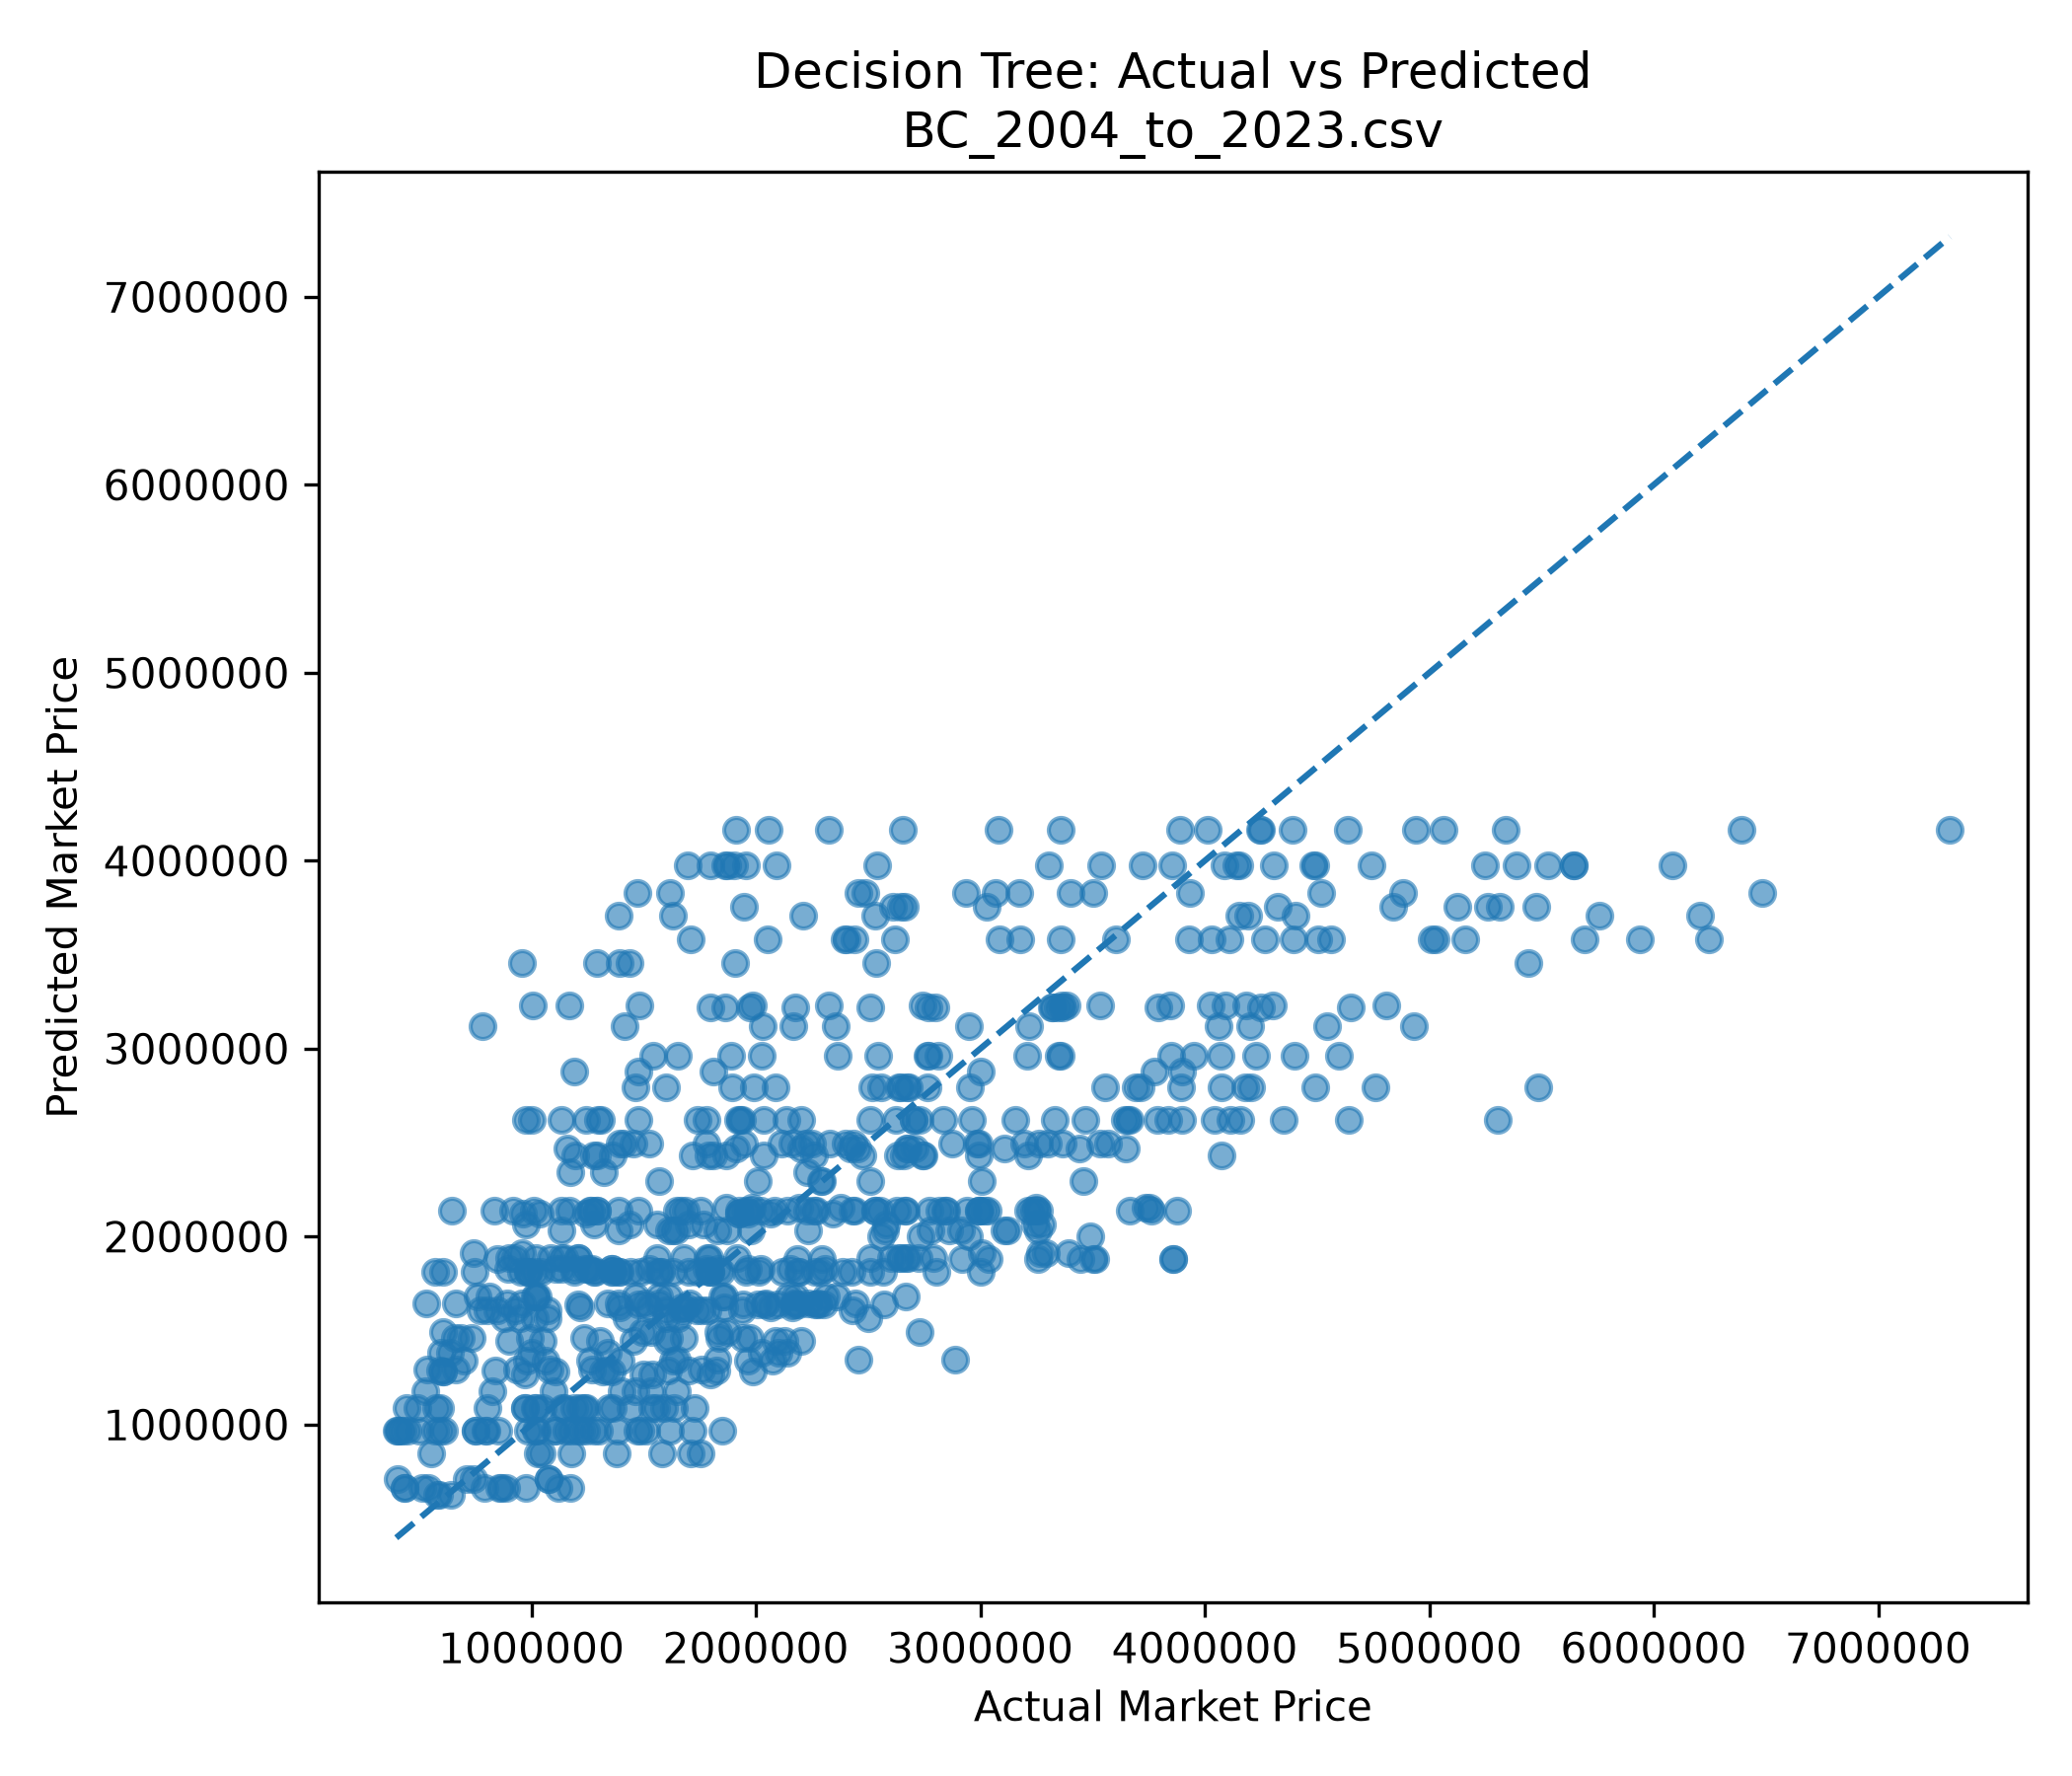 Decision Tree: Actual vs Predicted
BC_2004_to_2023.csv
Predicted Market Price
7000000
6000000
5000000
4000000
3000000
2000000
1000000
1000000 2000000 3000000 4000000 5000000 6000000 7000000
Actual Market Price